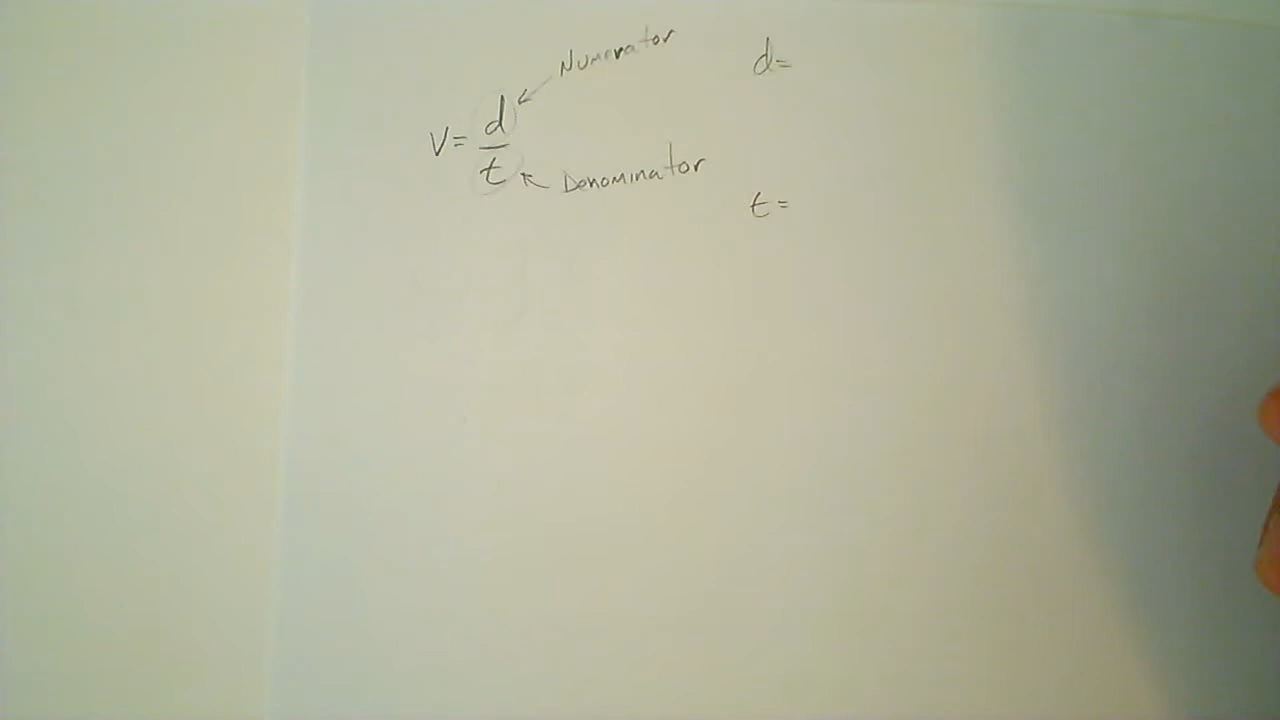 Numerator
d=
V= d/t
Denominator
t=